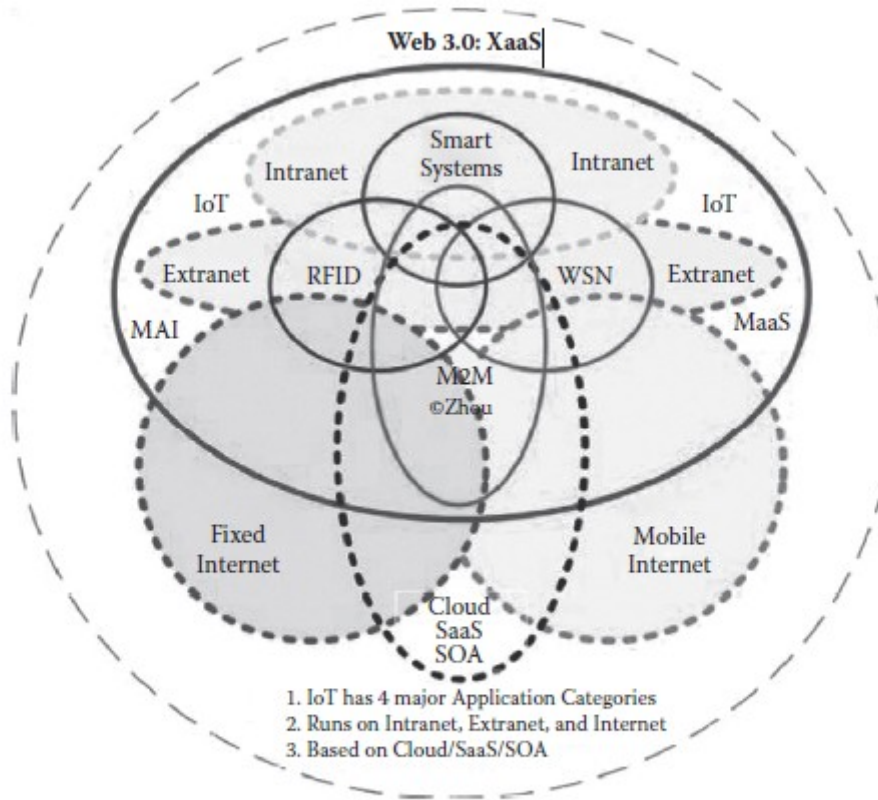 Web 3.0: XaaS
Smart
Systems
Intranet
Intranet
IoT
IoT
Extranet
RFID
WSN
Extranet
MAI
MaaS
M2M
©Zhou
Fixed
Internet
Mobile
Internet
Cloud
SaaS
SOA
1. IoT has 4 major Application Categories
2. Runs on Intranet, Extranet, and Internet
3. Based on Cloud/SaaS/SOA